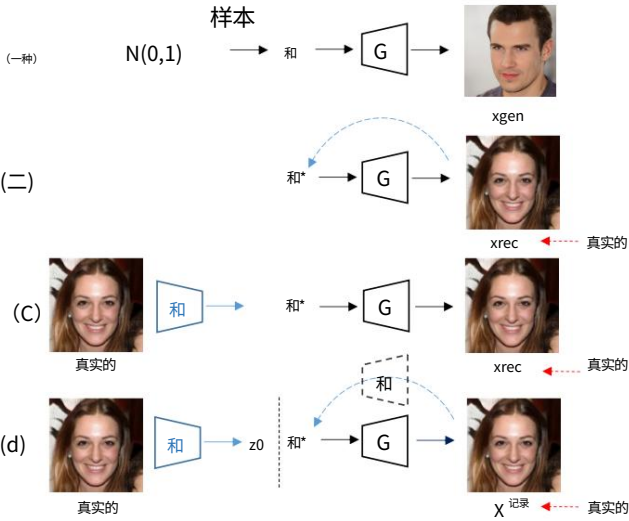 样本
（一种） N(0,1) 和 G
xgen
(二) 和* G
xrec 真实的
（C） 和 和* G
真实的 xrec 真实的
和
(d) 和 z0 和* G
真实的 X 记录 真实的